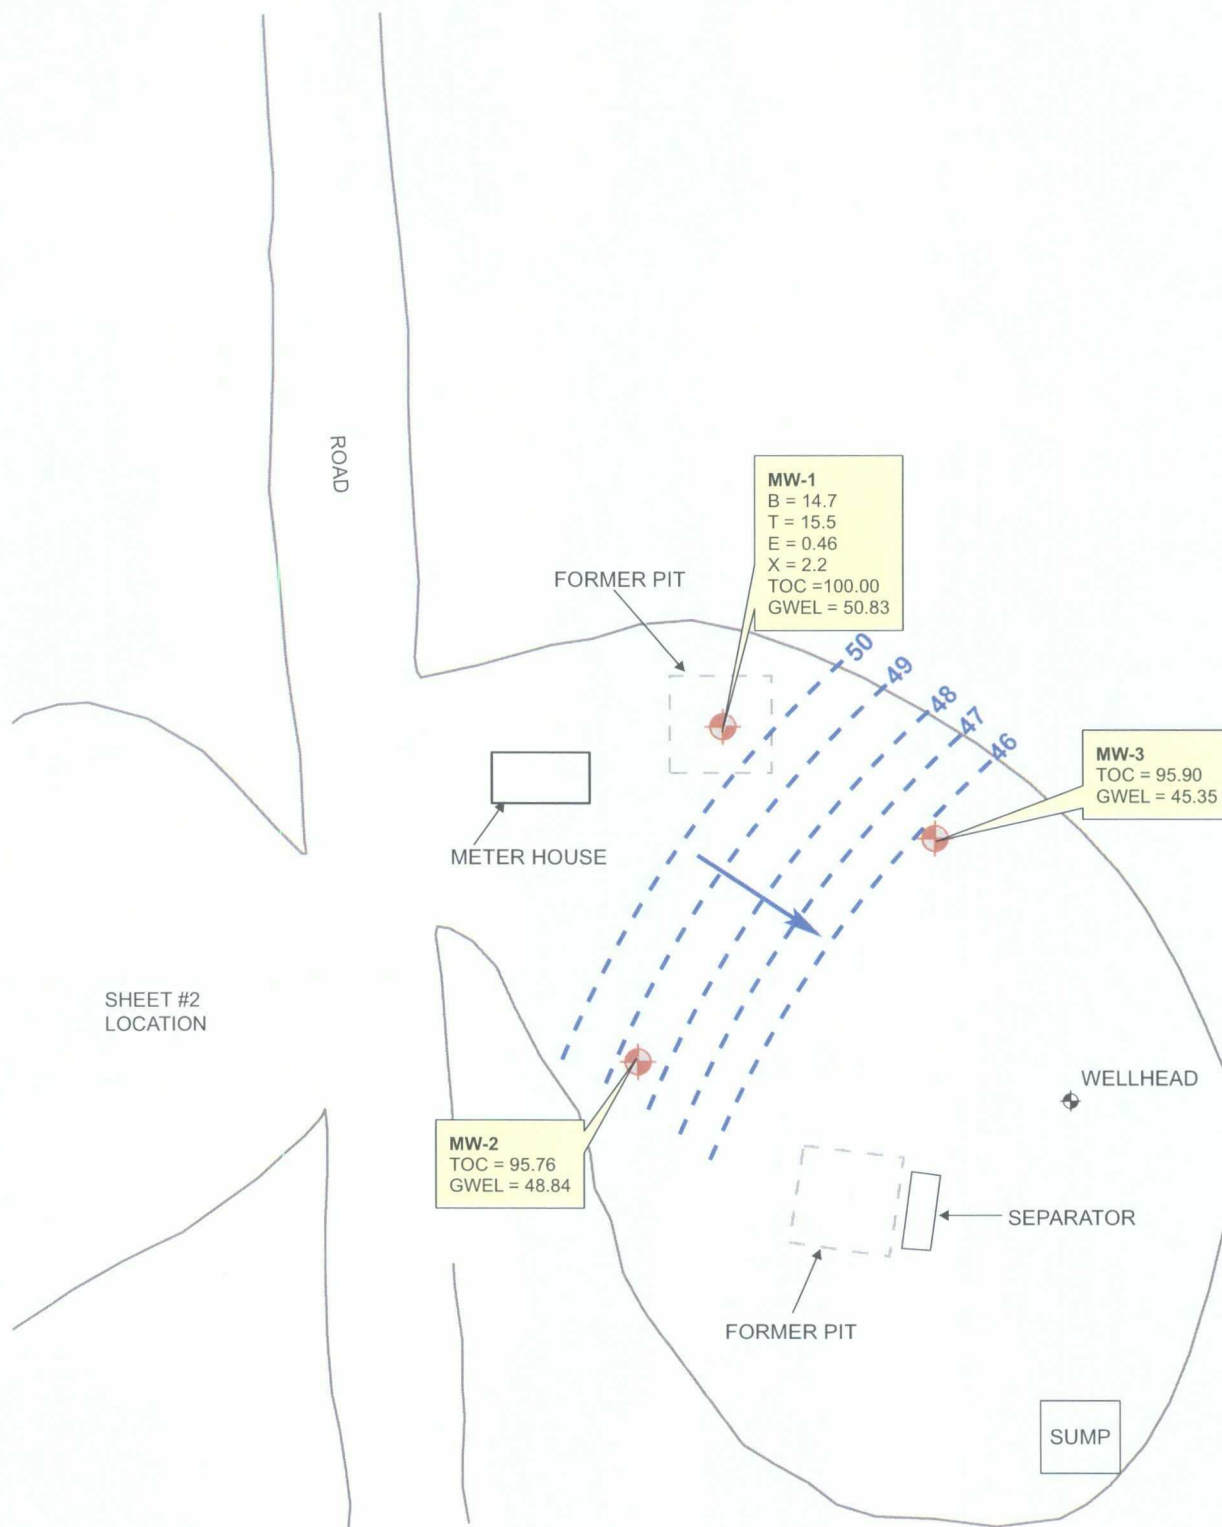 ROAD
MW-1
B = 14.7
T = 15.5
E = 0.46
X = 2.2
TOC =100.00
GWEL = 50.83
FORMER PIT
50
49
48
47
46
MW-3
TOC = 95.90
GWEL = 45.35
METER HOUSE
SHEET #2
LOCATION
WELLHEAD
MW-2
TOC = 95.76
GWEL = 48.84
SEPARATOR
FORMER PIT
SUMP